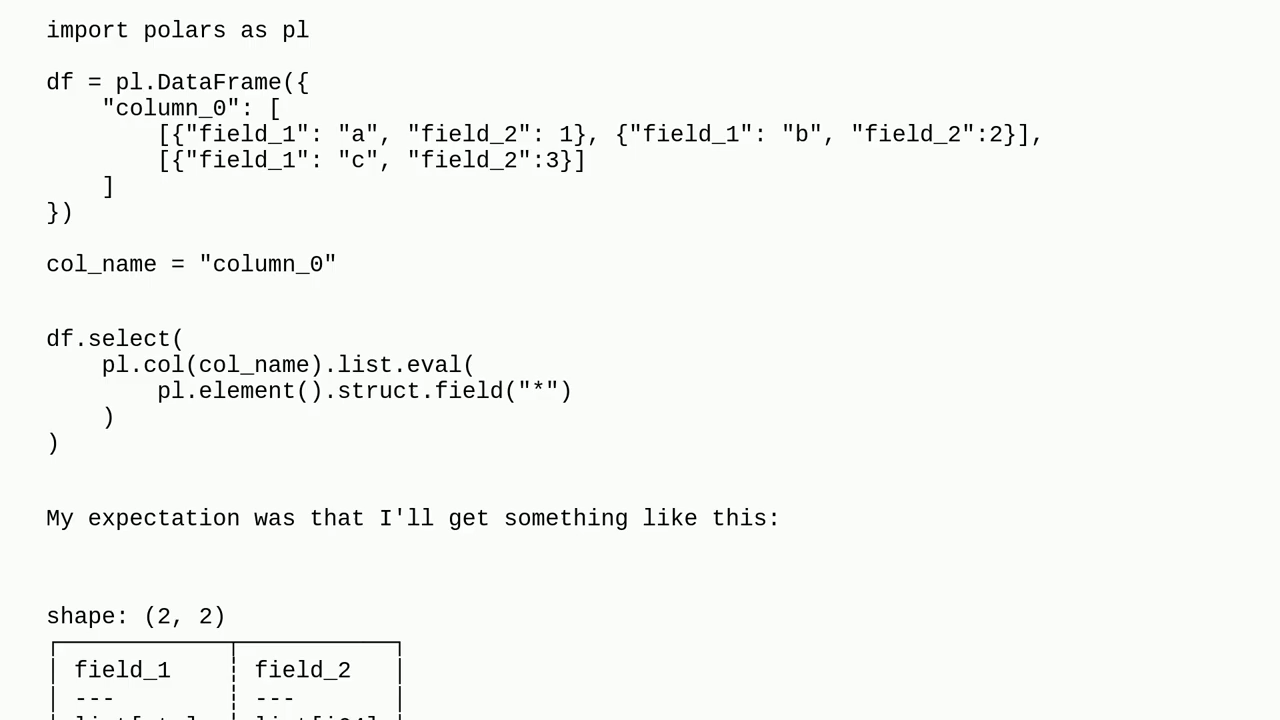 import polars as pl
df = pl.DataFrame({
    "column_0": [
        [{"field_1": "a", "field_2": 1}, {"field_1": "b", "field_2":2}],
        [{"field_1": "c", "field_2":3}]
    ]
})
col_name = "column_0"
df.select(
    pl.col(col_name).list.eval(
        pl.element().struct.field("*")
    )
)
My expectation was that I'll get something like this:
shape: (2, 2)
┌────────────┬───────────┐
│ field_1    ┆ field_2   │
│ ---        ┆ ---       │